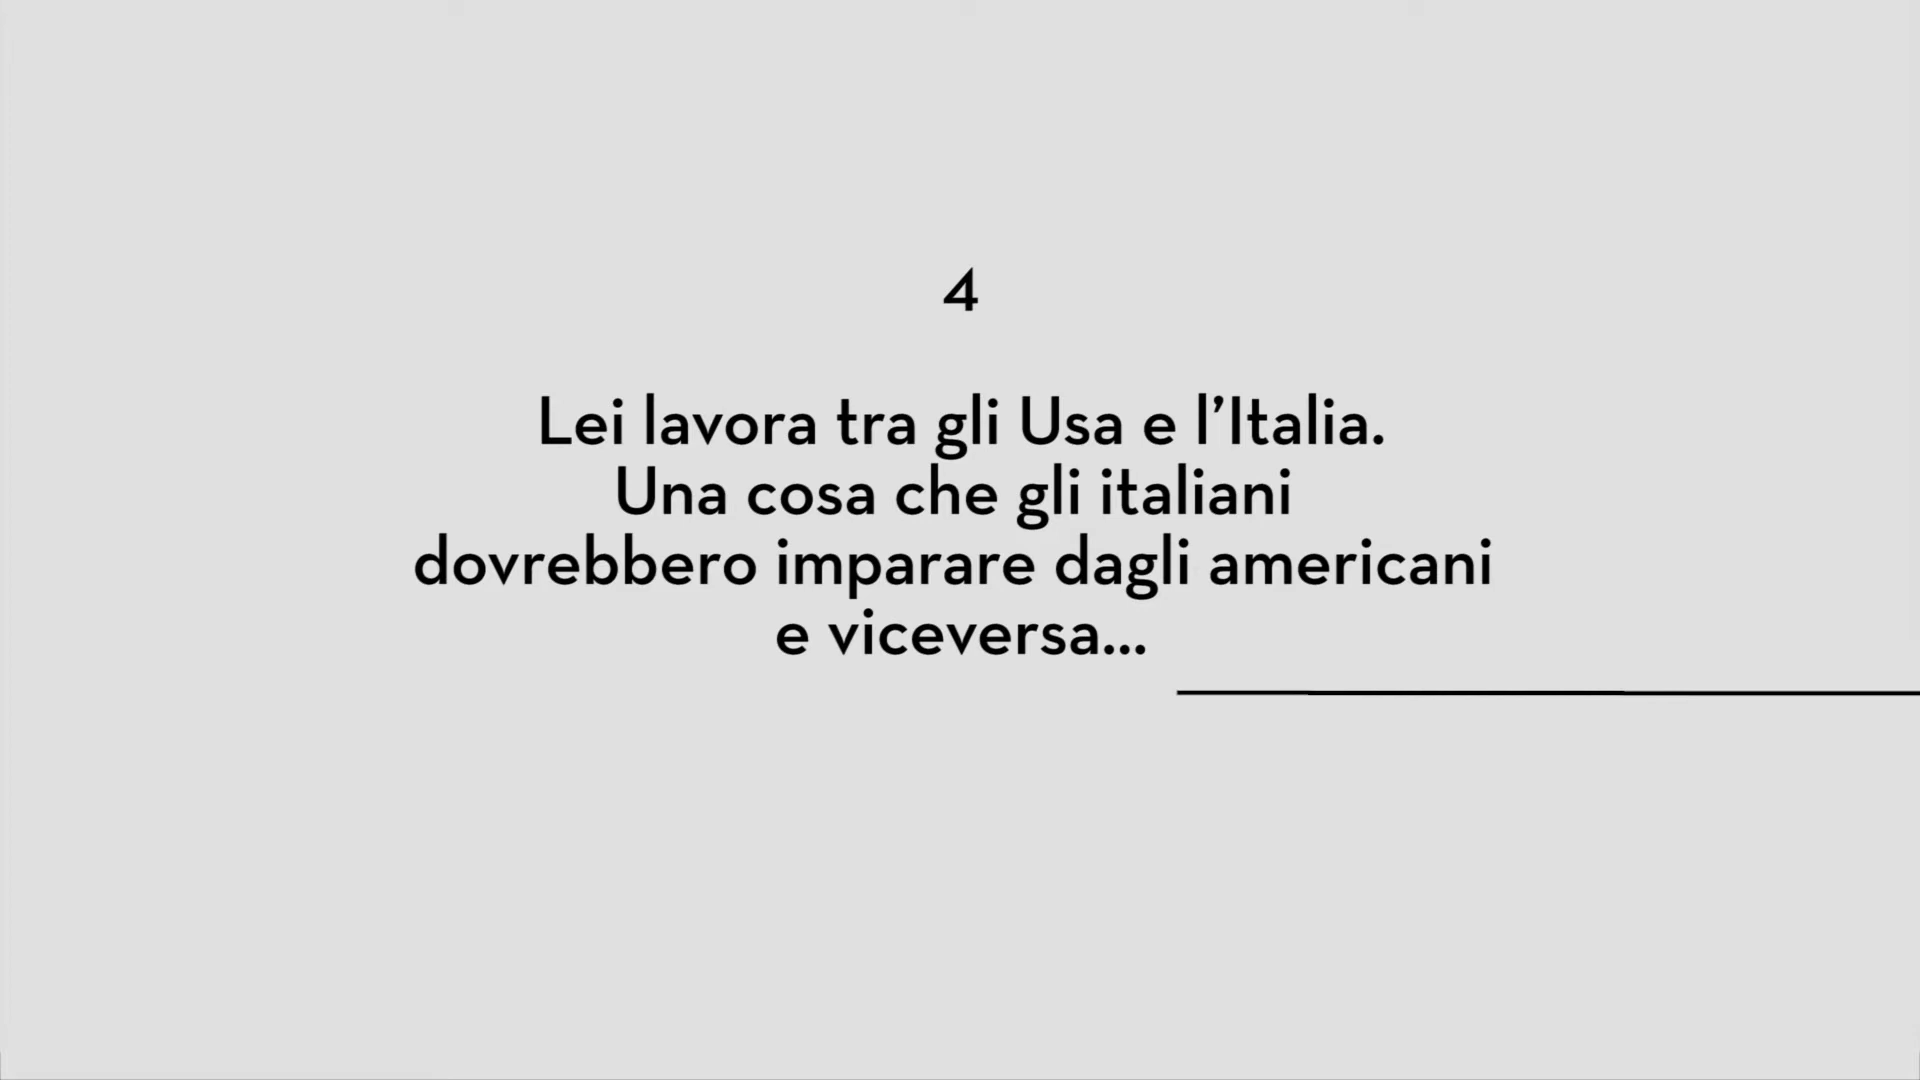 4
Lei lavora tra gli Usa e l’Italia.
Una cosa che gli italiani
dovrebbero imparare dagli americani
e viceversa...